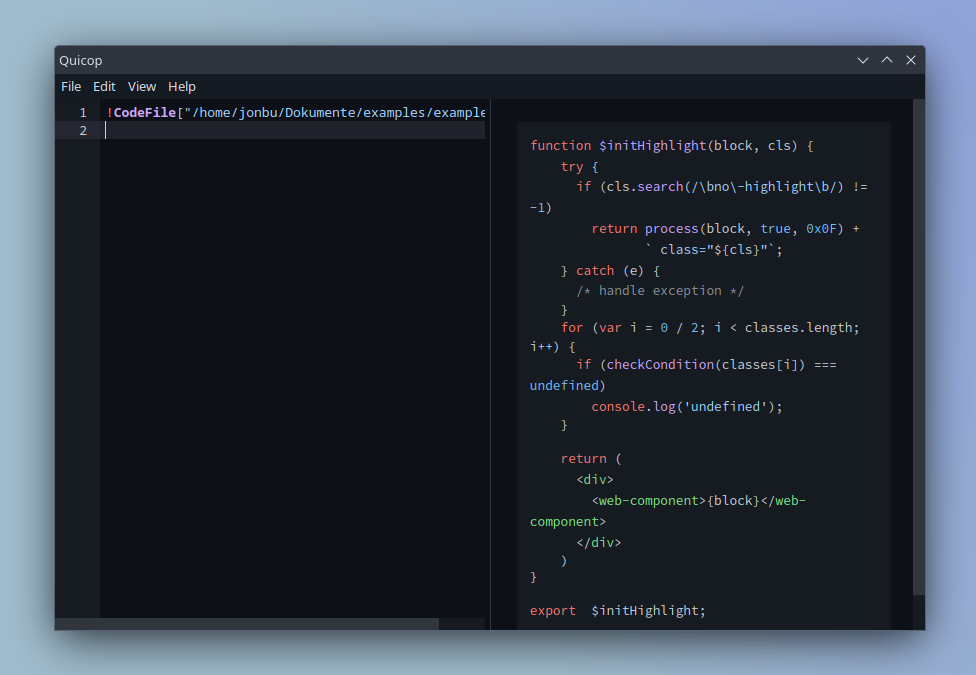 Quicop
File Edit View Help
1 !CodeFile["/home/jonbu/Dokumente/examples/example
2
function $initHighlight(block, cls) {
try {
if (cls.search(/\bno\-highlight\b/) !=
-1)
return process(block, true, 0x0F) +
` class="${cls}"`;
} catch (e) {
/* handle exception */
}
for (var i = 0 / 2; i < classes.length;
i++) {
if (checkCondition(classes[i]) ===
undefined)
console.log('undefined');
}
return (
<div>
<web-component>{block}</web-
component>
</div>
)
}
export  $initHighlight;